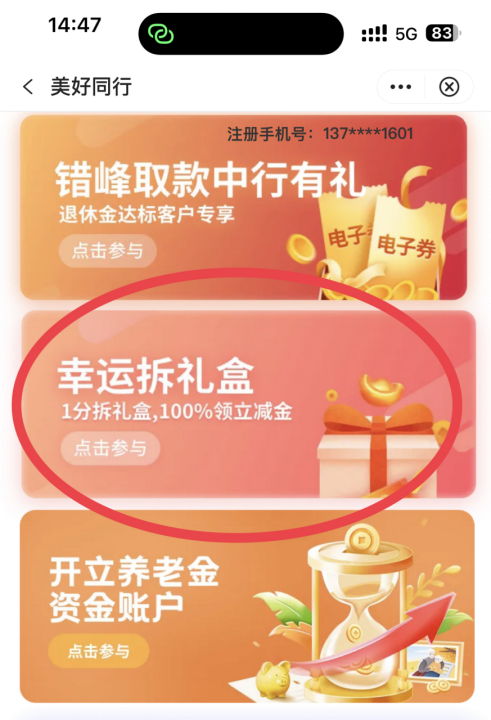 14:47
5G 83
美好同行
注册手机号：137****1601
错峰取款中行有礼
退休金达标客户专享
点击参与
电子
电子券
幸运拆礼盒
1分拆礼盒,100%领立减金
点击参与
开立养老金
资金账户
点击参与